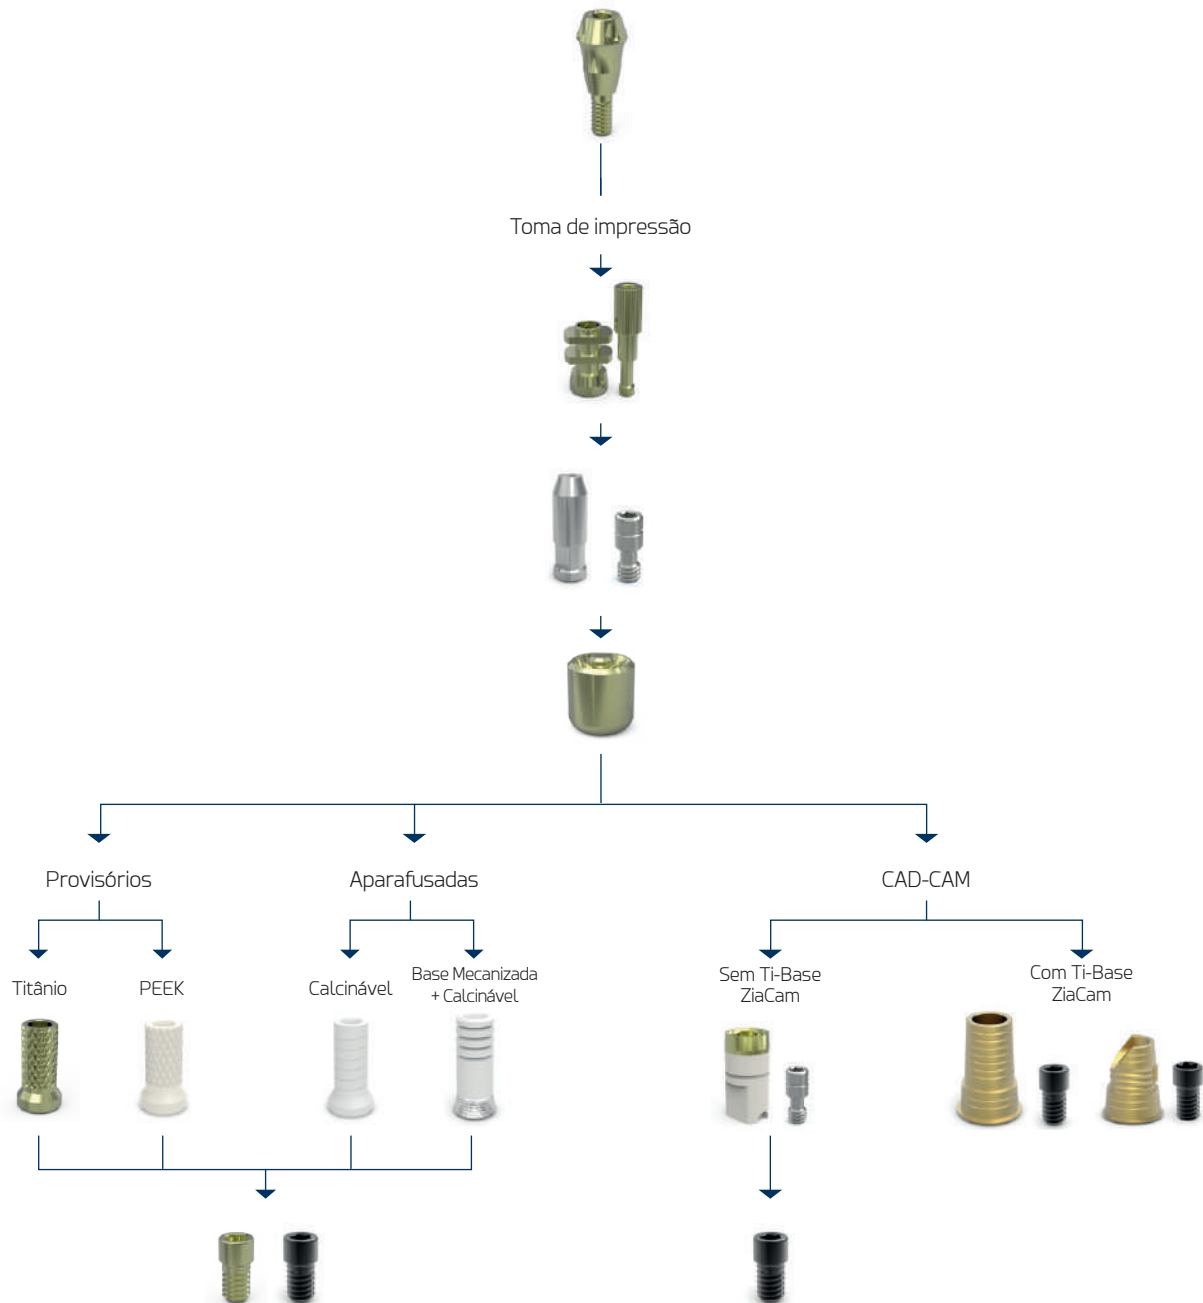 Toma de impressão
Provisórios
Aparafusadas
CAD-CAM
Titânio
PEEK
Calcinável
Base Mecanizada
+ Calcinável
Sem Ti-Base
ZiaCam
Com Ti-Base
ZiaCam